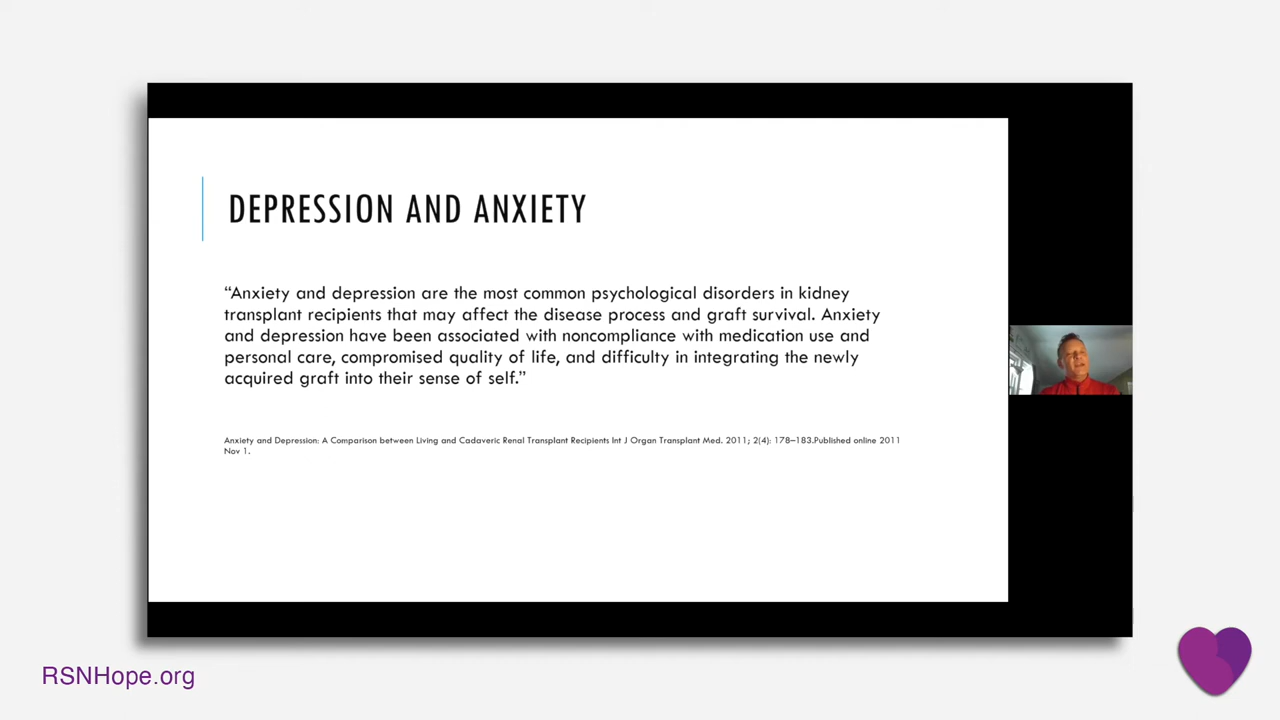 DEPRESSION AND ANXIETY
“Anxiety and depression are the most common psychological disorders in kidney
transplant recipients that may affect the disease process and graft survival. Anxiety
and depression have been associated with noncompliance with medication use and
personal care, compromised quality of life, and difficulty in integrating the newly
acquired graft into their sense of self.”
Anxiety and Depression: A Comparison between Living and Cadaveric Renal Transplant Recipients Int J Organ Transplant Med. 2011; 2(4): 178–183.Published online 2011
Nov 1.
RSNHope.org